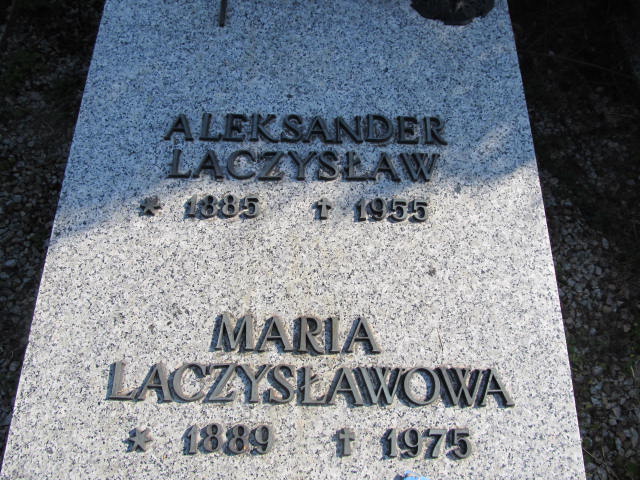 ALEKSANDER
LACZYSŁAW
* 1885 † 1955
MARIA
LACZYSŁAWOWA
* 1889 † 1975